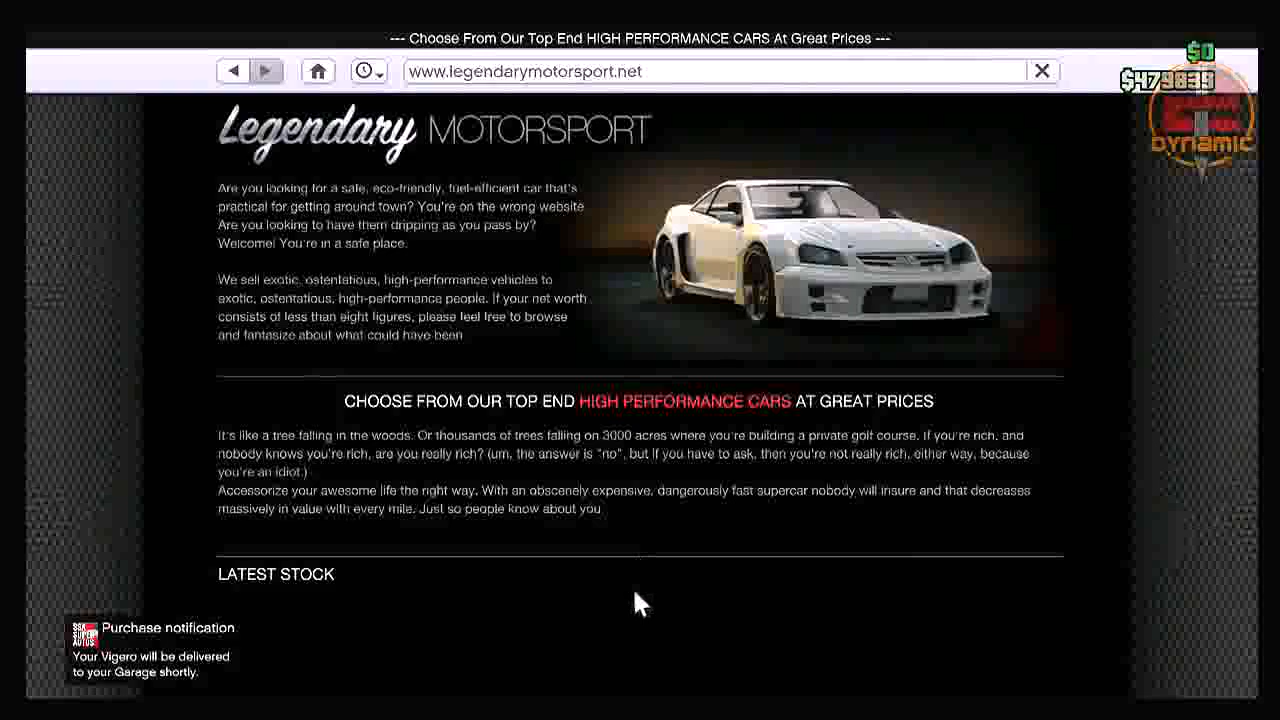 --- Choose From Our Top End HIGH PERFORMANCE CARS At Great Prices ---
$0
www.legendarymotorsport.net
$479839
Legendary MOTORSPORT
DYNAMIC
Are you looking for a safe, eco-friendly, fuel-efficient car that's
practical for getting around town? You're on the wrong website.
Are you looking to have them dripping as you pass by?
Welcome! You're in a safe place.
We sell exotic, ostentatious, high-performance vehicles to
exotic, ostentatious, high-performance people. If your net worth
consists of less than eight figures, please feel free to browse
and fantasize about what could have been
CHOOSE FROM OUR TOP END HIGH PERFORMANCE CARS AT GREAT PRICES
It's like a tree falling in the woods. Or thousands of trees falling on 3000 acres where you're building a private golf course. If you're rich, and
nobody knows you're rich, are you really rich? (um, the answer is "no", but if you have to ask, then you're not really rich, either way, because
you're an idiot.)
Accessorize your awesome life the right way. With an obscenely expensive, dangerously fast supercar nobody will insure and that decreases
massively in value with every mile. Just so people know about you.
LATEST STOCK
SSA
SUPER
AUTOS
Purchase notification
Your Vigero will be delivered
to your Garage shortly.